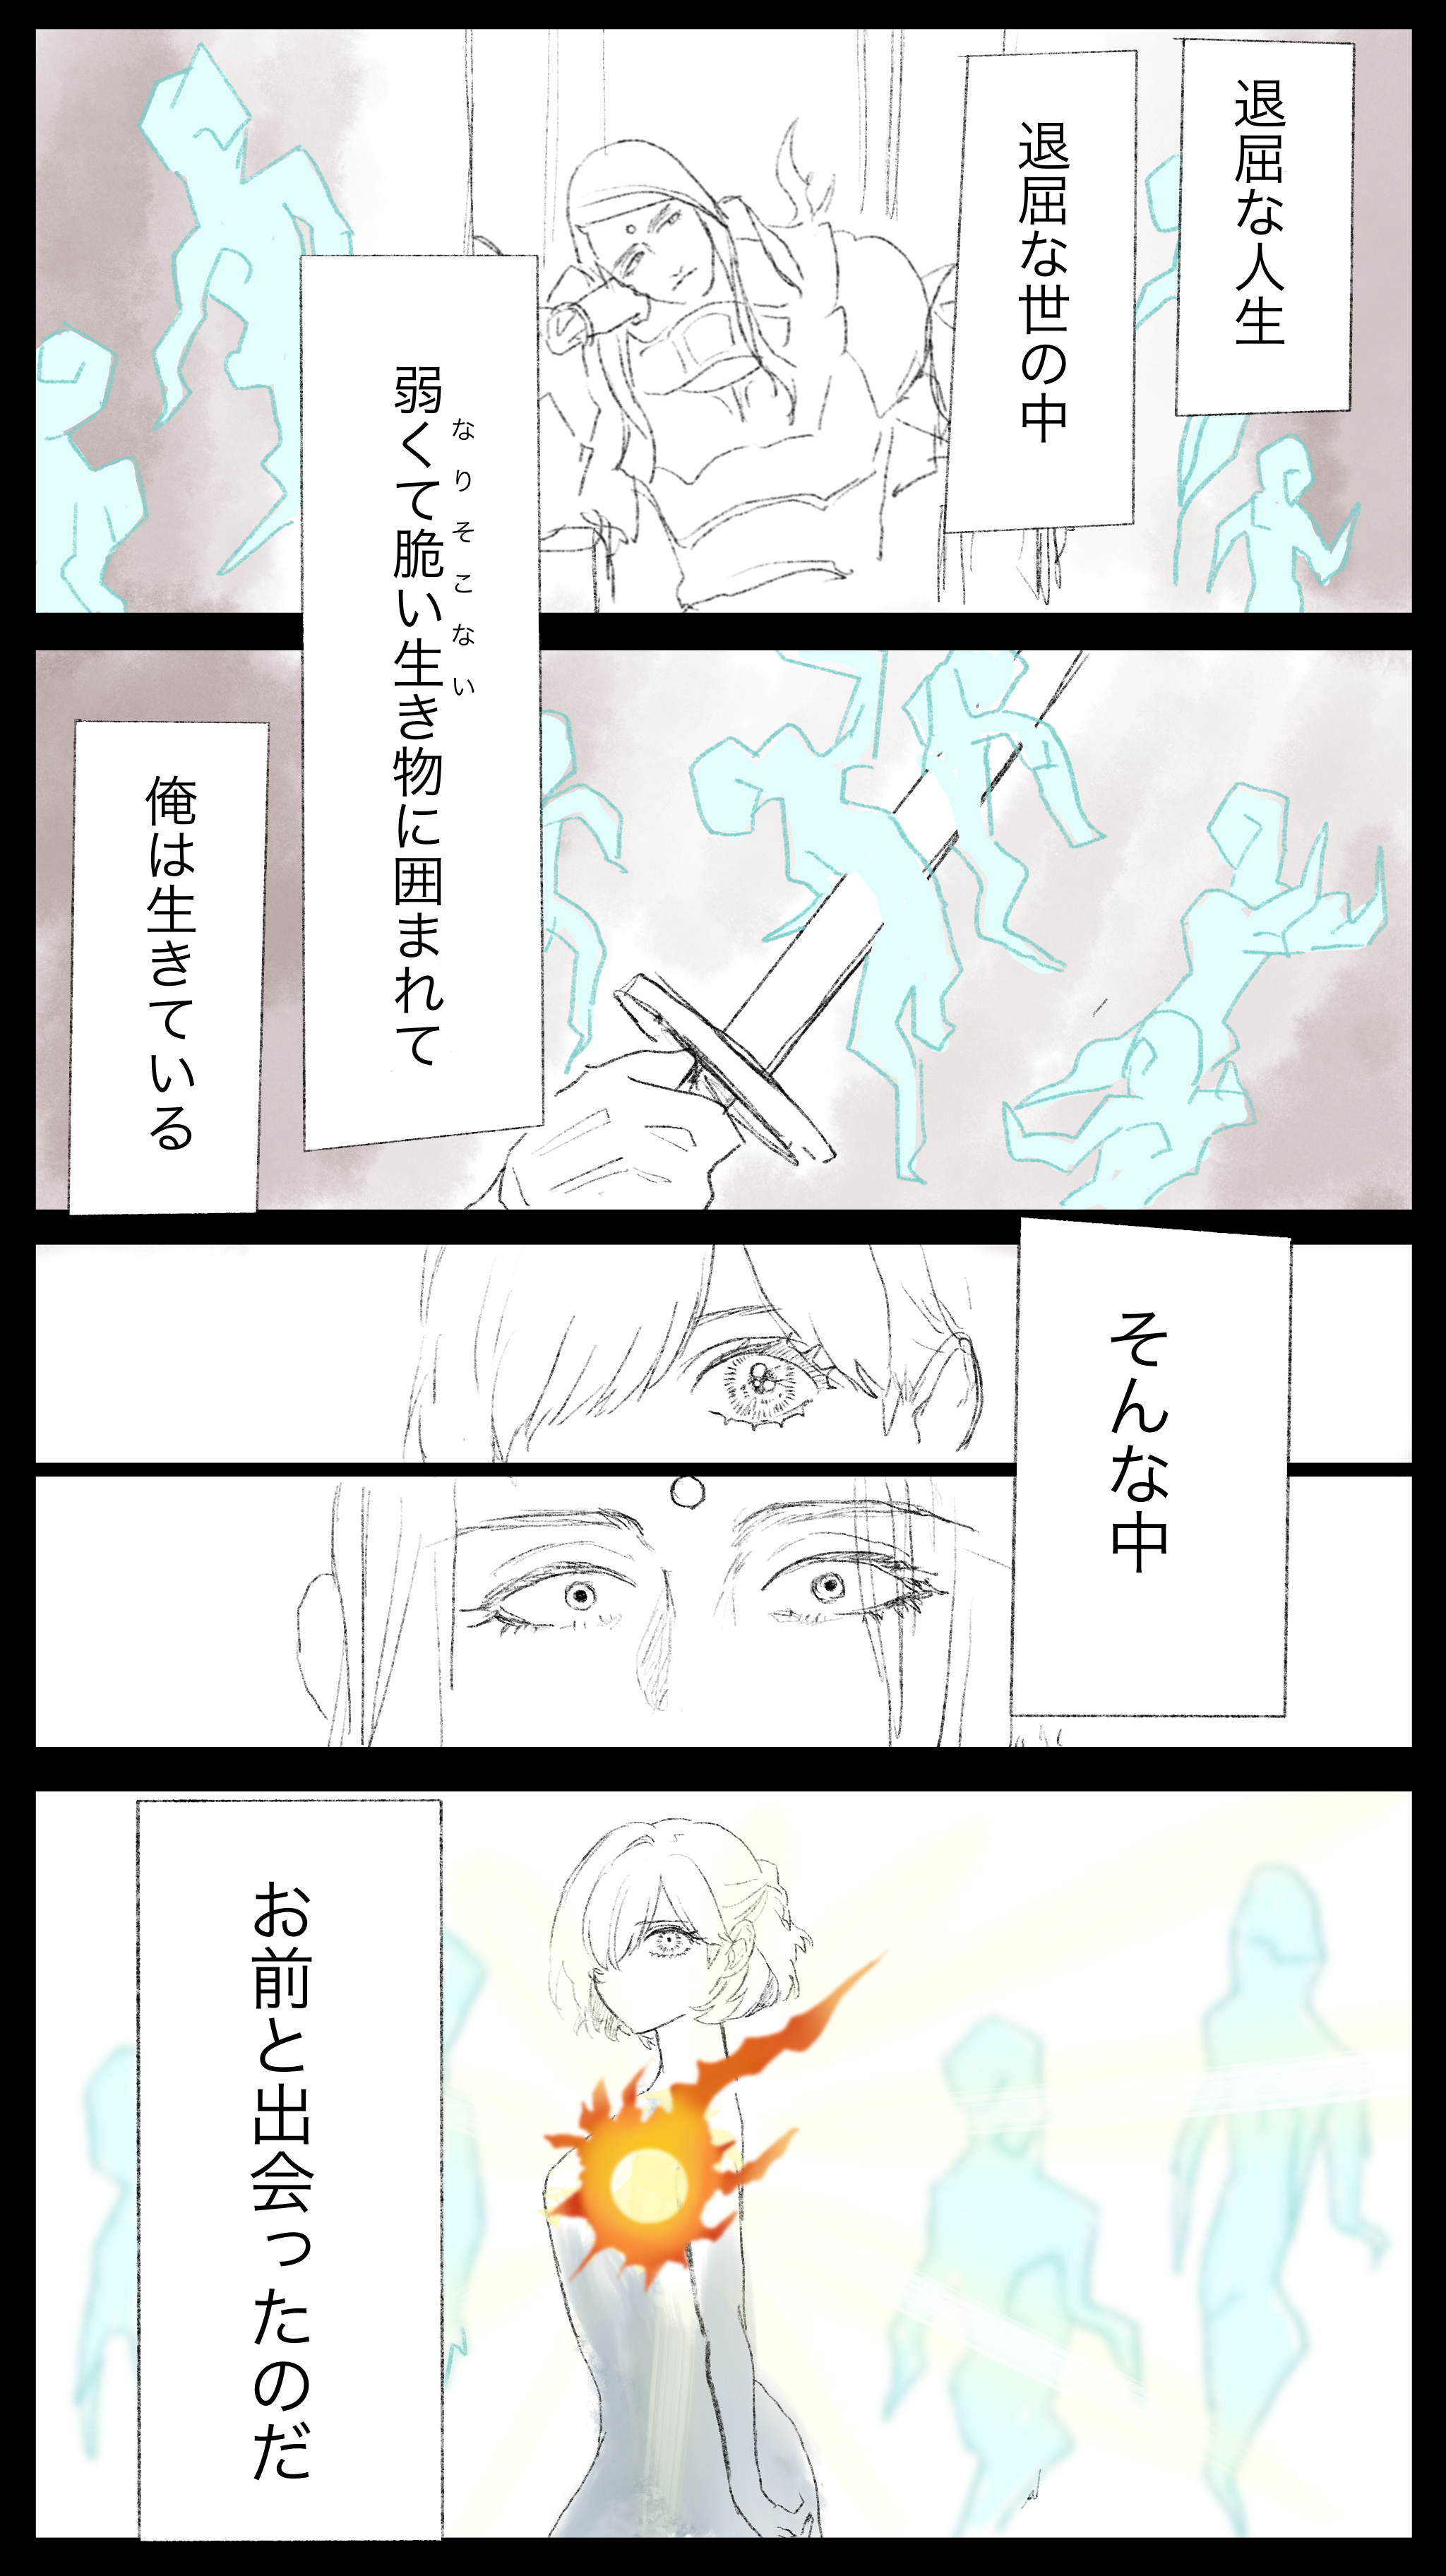 退屈な人生
退屈な世の中
弱くて脆い生き物に囲まれて
なりそこない
俺は生きている
そんな中
お前と出会ったのだ